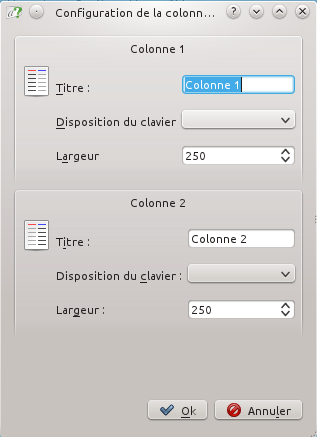 Configuration de la colonn...
Colonne 1
Titre : Colonne 1
Disposition du clavier
Largeur 250
Colonne 2
Titre : Colonne 2
Disposition du clavier :
Largeur : 250
Ok Annuler